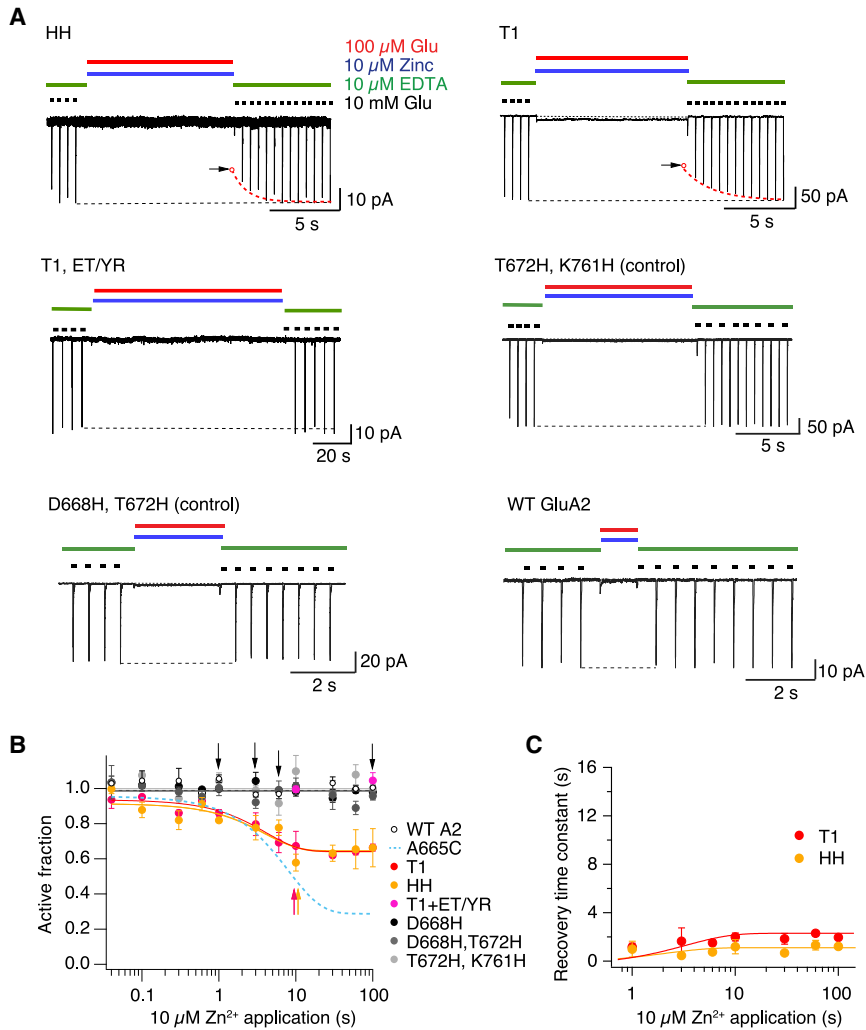 A
HH
100 µM Glu
10 µM Zinc
10 µM EDTA
10 mM Glu
10 pA
5 s
T1
50 pA
5 s
T1, ET/YR
10 pA
20 s
T672H, K761H (control)
50 pA
5 s
D668H, T672H (control)
20 pA
2 s
WT GluA2
10 pA
2 s
B
Active fraction
1.0
0.8
0.6
0.4
0.2
0.0
0.1
1
10
100
10 µM Zn²⁺ application (s)
WT A2
A665C
T1
HH
T1+ET/YR
D668H
D668H,T672H
T672H, K761H
C
Recovery time constant (s)
16
12
9
6
3
0
1
10
100
10 µM Zn²⁺ application (s)
T1
HH